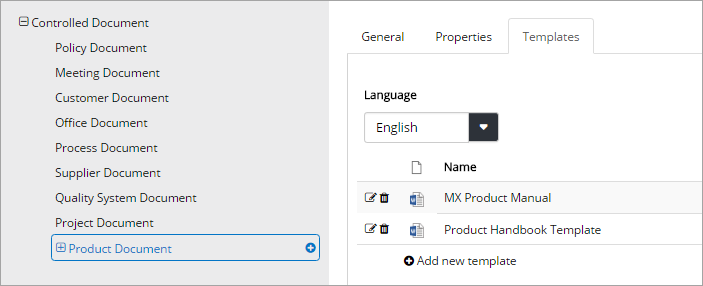 Controlled Document
Policy Document
Meeting Document
Customer Document
Office Document
Process Document
Supplier Document
Quality System Document
Project Document
Product Document
General Properties Templates
Language
English
Name
MX Product Manual
Product Handbook Template
Add new template